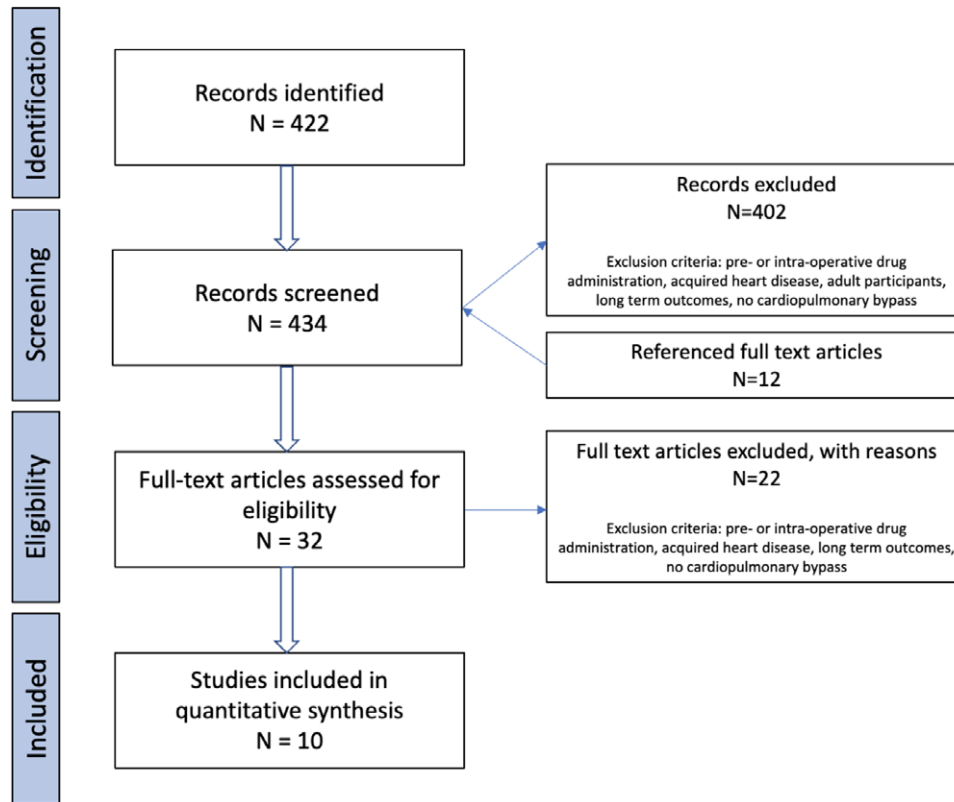 Identification
Records identified
N = 422
Screening
Records screened
N = 434
Records excluded
N=402
Exclusion criteria: pre- or intra-operative drug
administration, acquired heart disease, adult participants,
long term outcomes, no cardiopulmonary bypass
Referenced full text articles
N=12
Eligibility
Full-text articles assessed for
eligibility
N = 32
Full text articles excluded, with reasons
N=22
Exclusion criteria: pre- or intra-operative drug
administration, acquired heart disease, long term outcomes,
no cardiopulmonary bypass
Included
Studies included in
quantitative synthesis
N = 10